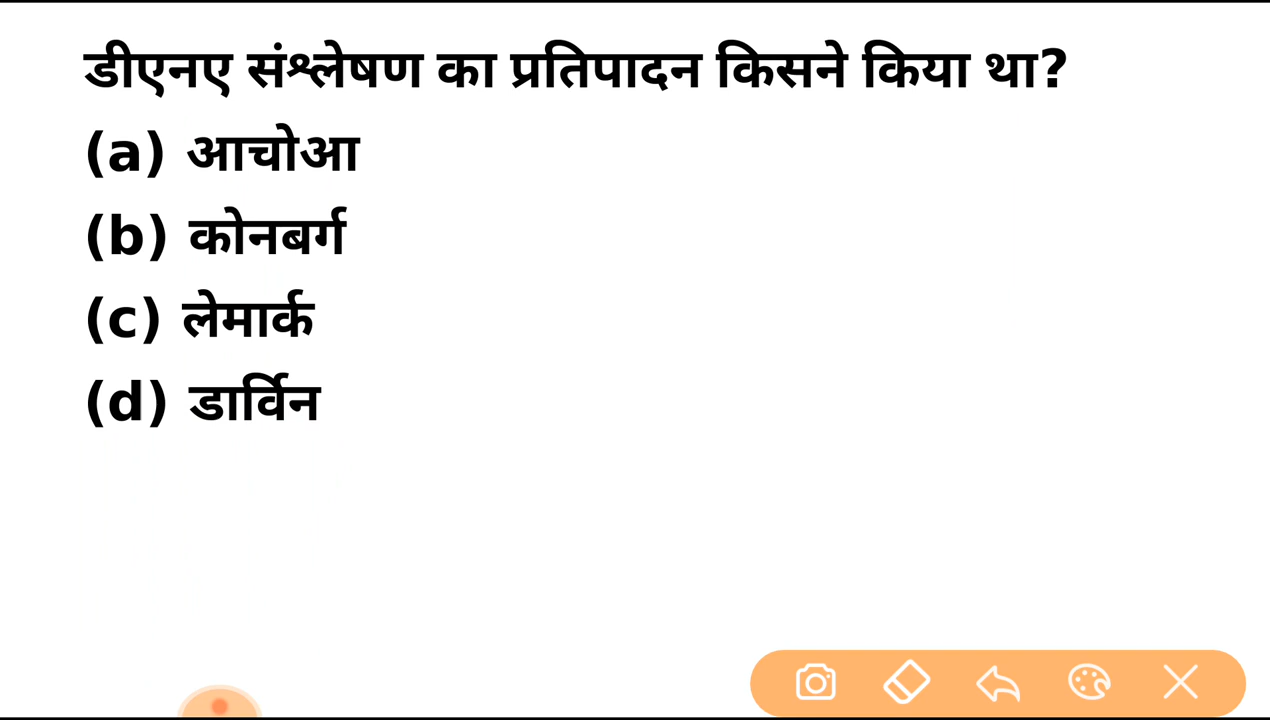 डीएनए संश्लेषण का प्रतिपादन किसने किया था?
(a) आचोआ
(b) कोनबर्ग
(c) लेमार्क
(d) डार्विन